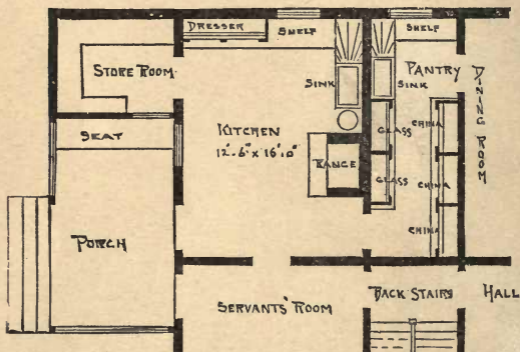 DRESSER
SHELF
SHELF
STORE ROOM
SINK
SINK
PANTRY
DINING ROOM
SEAT
KITCHEN
12'-6" x 16'0"
RANGE
GLASS
CHINA
GLASS
CHINA
CHINA
PORCH
SERVANTS' ROOM
BACK STAIRS
HALL